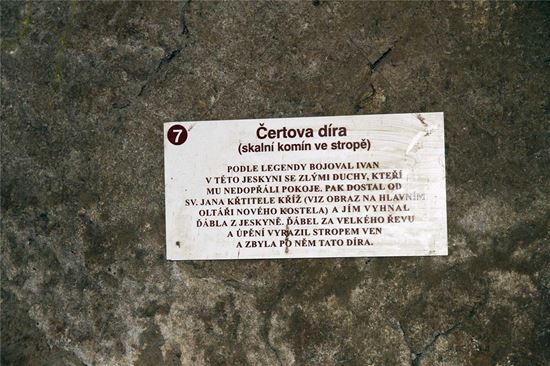 7
Čertova díra
(skalní komín ve stropě)
PODLE LEGENDY BOJOVAL IVAN
V TÉTO JESKYNI SE ZLÝMI DUCHY, KTEŘÍ
MU NEDOPŘÁLI POKOJE. PAK DOSTAL OD
SV. JANA KŘTITELE KŘÍŽ (VIZ OBRAZ NA HLAVNÍM
OLTÁŘI NOVÉHO KOSTELA) A JÍM VYHNAL
ĎÁBLA Z JESKYNĚ. ĎÁBEL ZA VELKÉHO ŘEVU
A ÚPĚNÍ VYRAZIL STROPEM VEN
A ZBYLA PO NĚM TATO DÍRA.